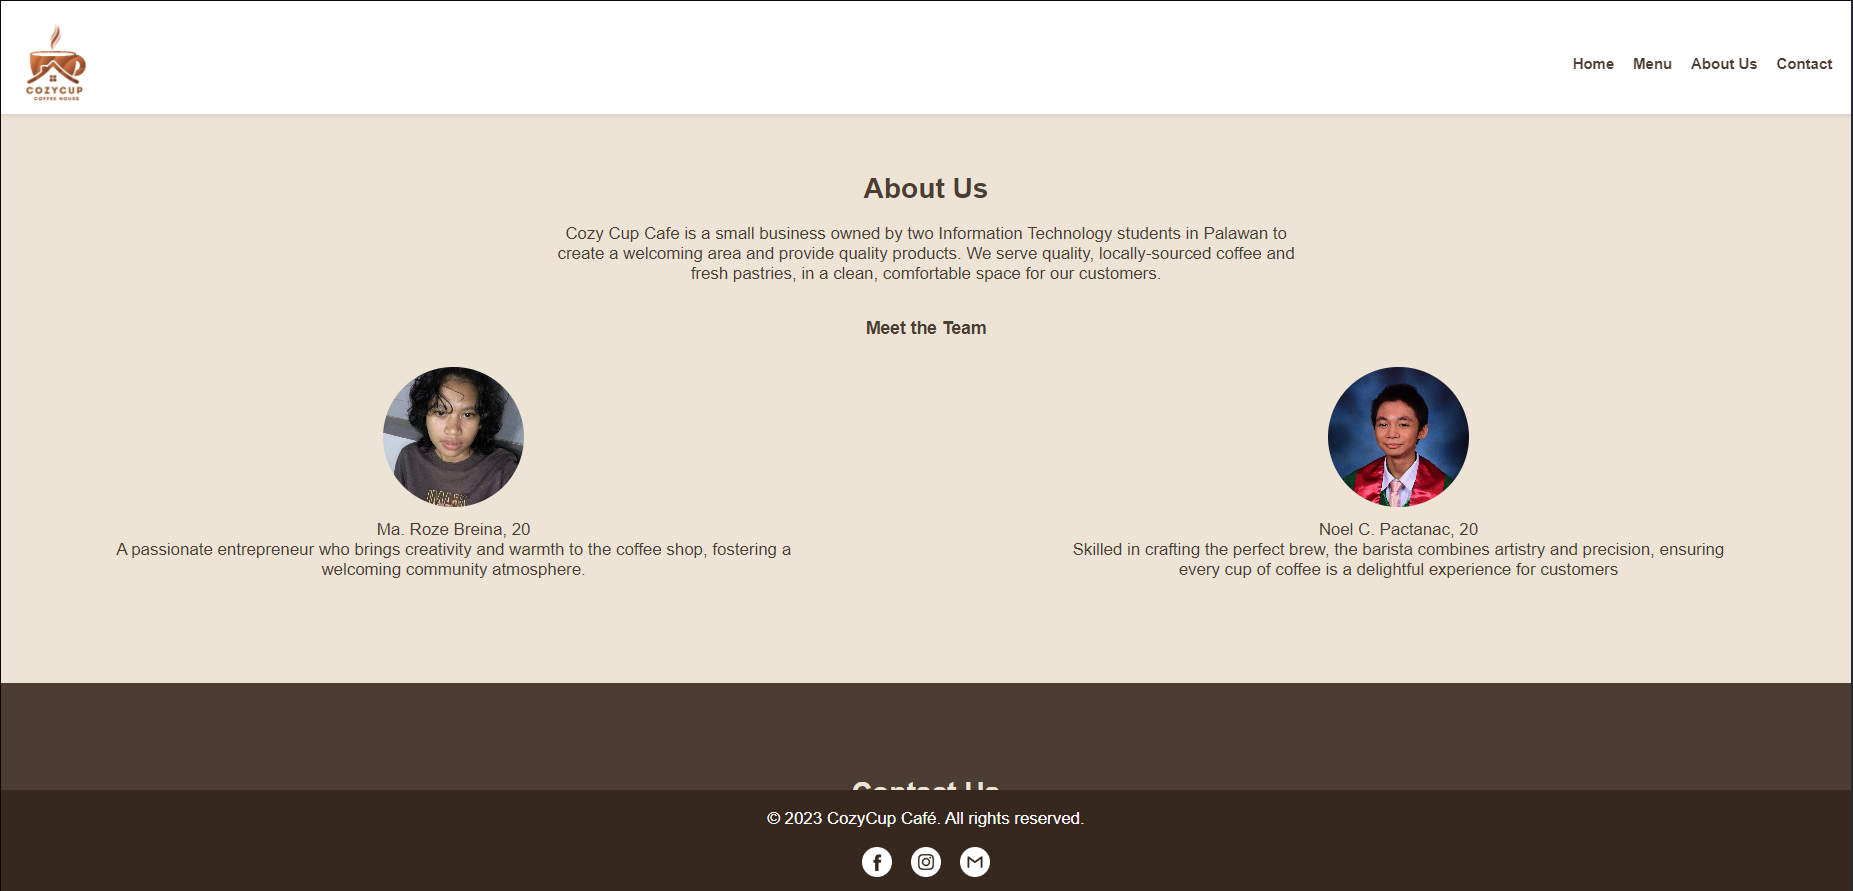 COZYCUP
COFFEE HOUSE
Home Menu About Us Contact
About Us
Cozy Cup Cafe is a small business owned by two Information Technology students in Palawan to
create a welcoming area and provide quality products. We serve quality, locally-sourced coffee and
fresh pastries, in a clean, comfortable space for our customers.
Meet the Team
Ma. Roze Breina, 20
A passionate entrepreneur who brings creativity and warmth to the coffee shop, fostering a
welcoming community atmosphere.
Noel C. Pactanac, 20
Skilled in crafting the perfect brew, the barista combines artistry and precision, ensuring
every cup of coffee is a delightful experience for customers
Contact Us
© 2023 CozyCup Café. All rights reserved.